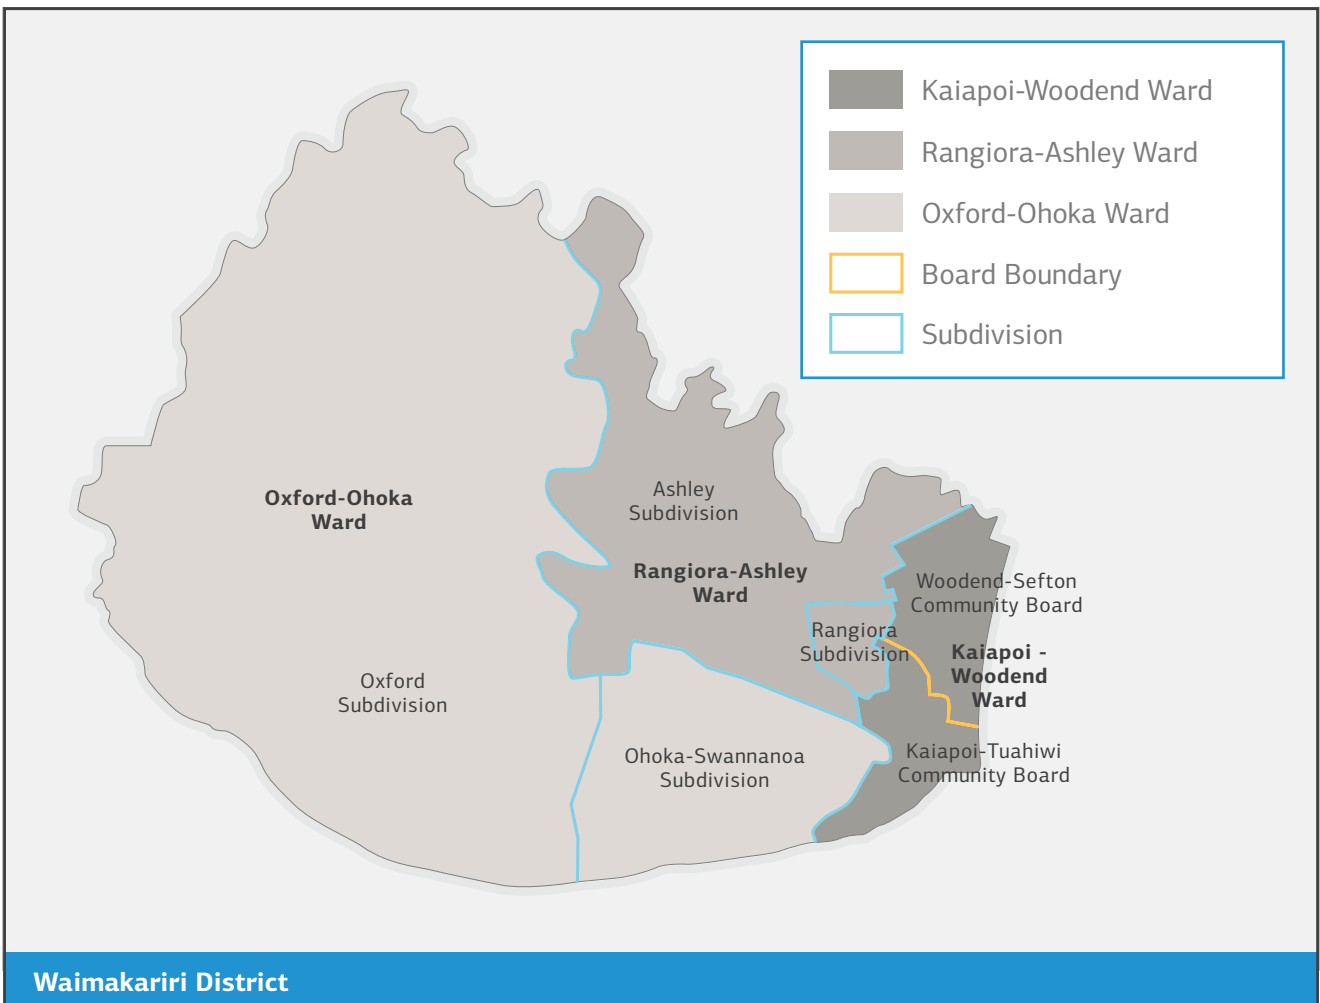 Kaiapoi-Woodend Ward
Rangiora-Ashley Ward
Oxford-Ohoka Ward
Board Boundary
Subdivision
Oxford-Ohoka
Ward
Ashley
Subdivision
Rangiora-Ashley
Ward
Woodend-Sefton
Community Board
Rangiora
Subdivision
Kaiapoi -
Woodend
Ward
Oxford
Subdivision
Ohoka-Swannanoa
Subdivision
Kaiapoi-Tuahiwi
Community Board
Waimakariri District